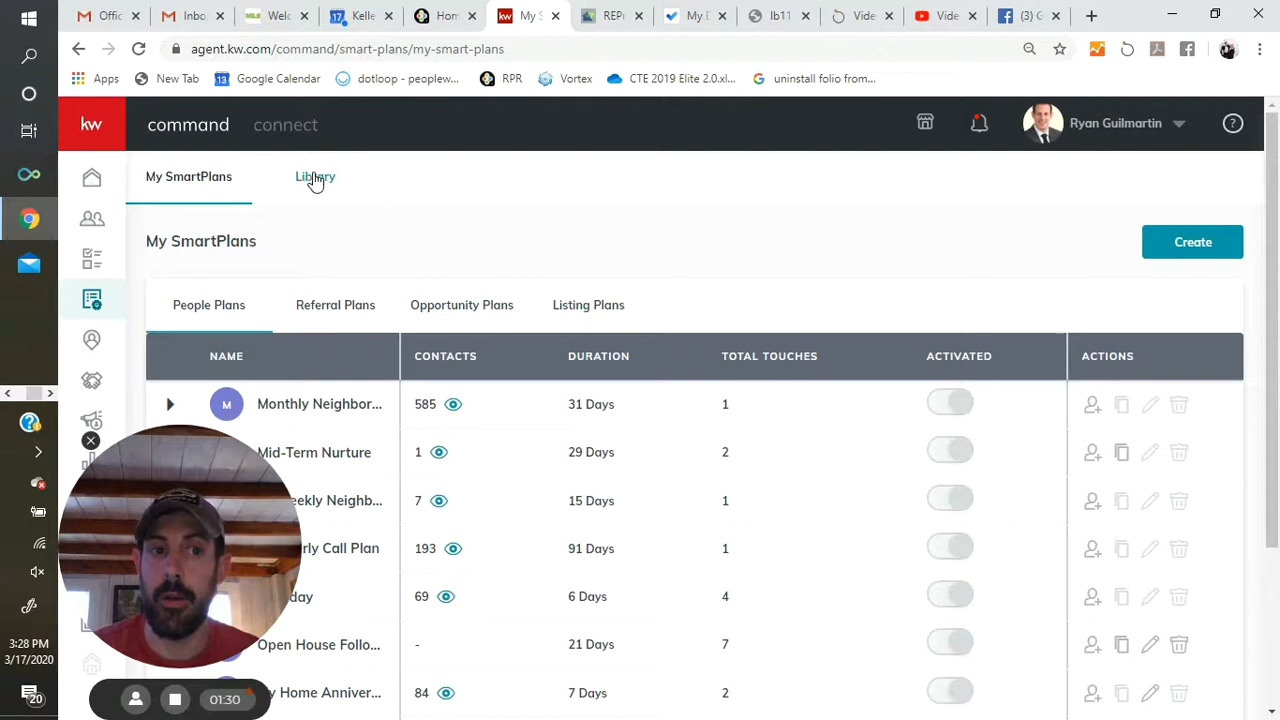 Offic
Inbo
Welc
Kelle
Hom
My S
REPr
My D
lb11
Vide
Vide
(3) G
agent.kw.com/command/smart-plans/my-smart-plans
Apps
New Tab
Google Calendar
dotloop - peoplew...
RPR
Vortex
CTE 2019 Elite 2.0.xl...
uninstall folio from...
kw
command
connect
Ryan Guilmartin
My SmartPlans
Library
My SmartPlans
Create
People Plans
Referral Plans
Opportunity Plans
Listing Plans
NAME
CONTACTS
DURATION
TOTAL TOUCHES
ACTIVATED
ACTIONS
M
Monthly Neighbor...
585
31 Days
1
Mid-Term Nurture
1
29 Days
2
eekly Neighb...
7
15 Days
1
rly Call Plan
193
91 Days
1
day
69
6 Days
4
Open House Follo...
-
21 Days
7
y Home Anniver...
84
7 Days
2
01:30
3:28 PM
3/17/2020
20